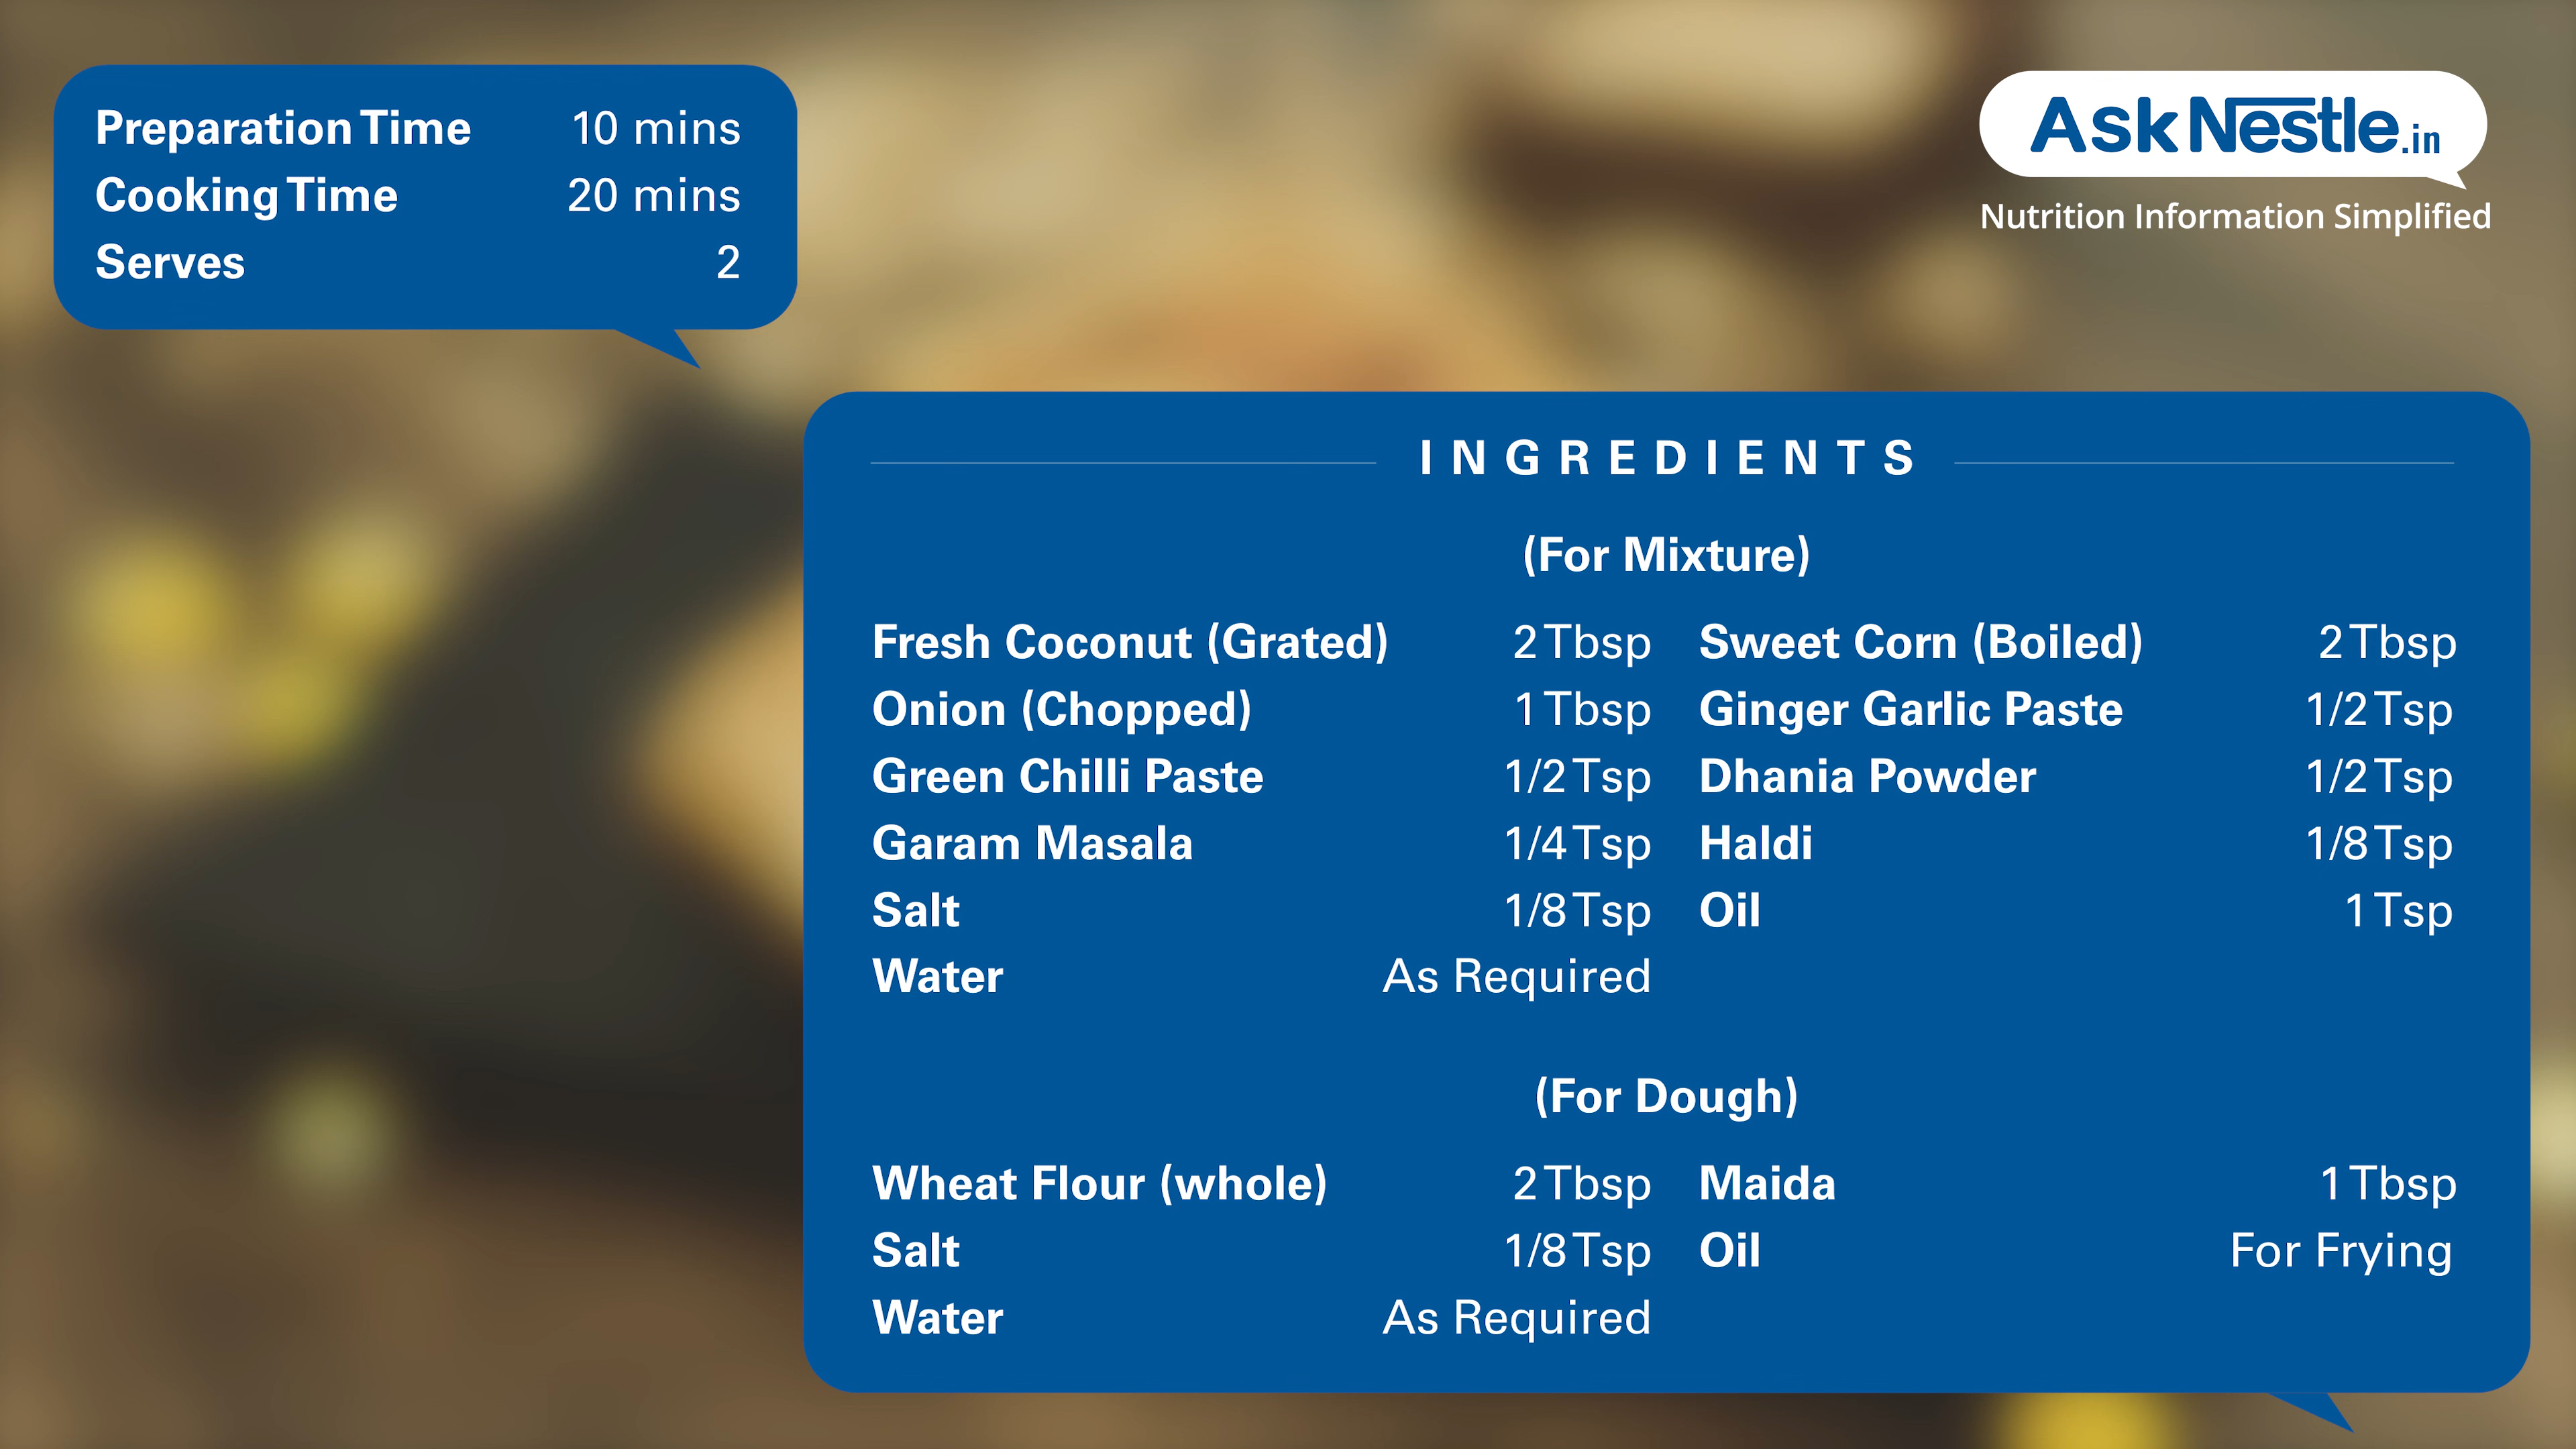 Preparation Time 10 mins
Cooking Time 20 mins
Serves 2
AskNestle.in
Nutrition Information Simplified
INGREDIENTS
(For Mixture)
Fresh Coconut (Grated) 2 Tbsp Sweet Corn (Boiled) 2 Tbsp
Onion (Chopped) 1 Tbsp Ginger Garlic Paste 1/2 Tsp
Green Chilli Paste 1/2 Tsp Dhania Powder 1/2 Tsp
Garam Masala 1/4 Tsp Haldi 1/8 Tsp
Salt 1/8 Tsp Oil 1 Tsp
Water As Required
(For Dough)
Wheat Flour (whole) 2 Tbsp Maida 1 Tbsp
Salt 1/8 Tsp Oil For Frying
Water As Required